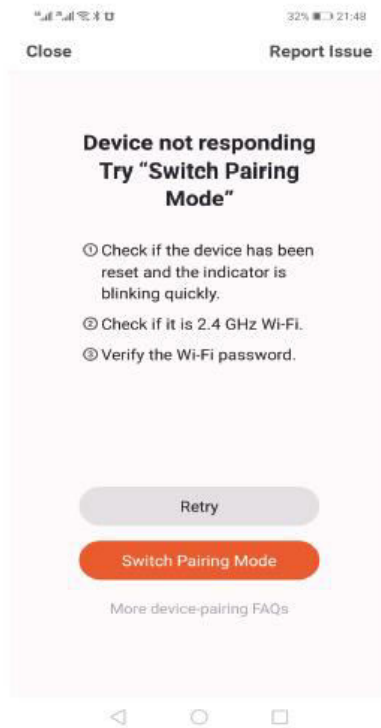 32% 21:48
Close Report Issue
Device not responding
Try “Switch Pairing
Mode”
① Check if the device has been
reset and the indicator is
blinking quickly.
② Check if it is 2.4 GHz Wi-Fi.
③ Verify the Wi-Fi password.
Retry
Switch Pairing Mode
More device-pairing FAQs